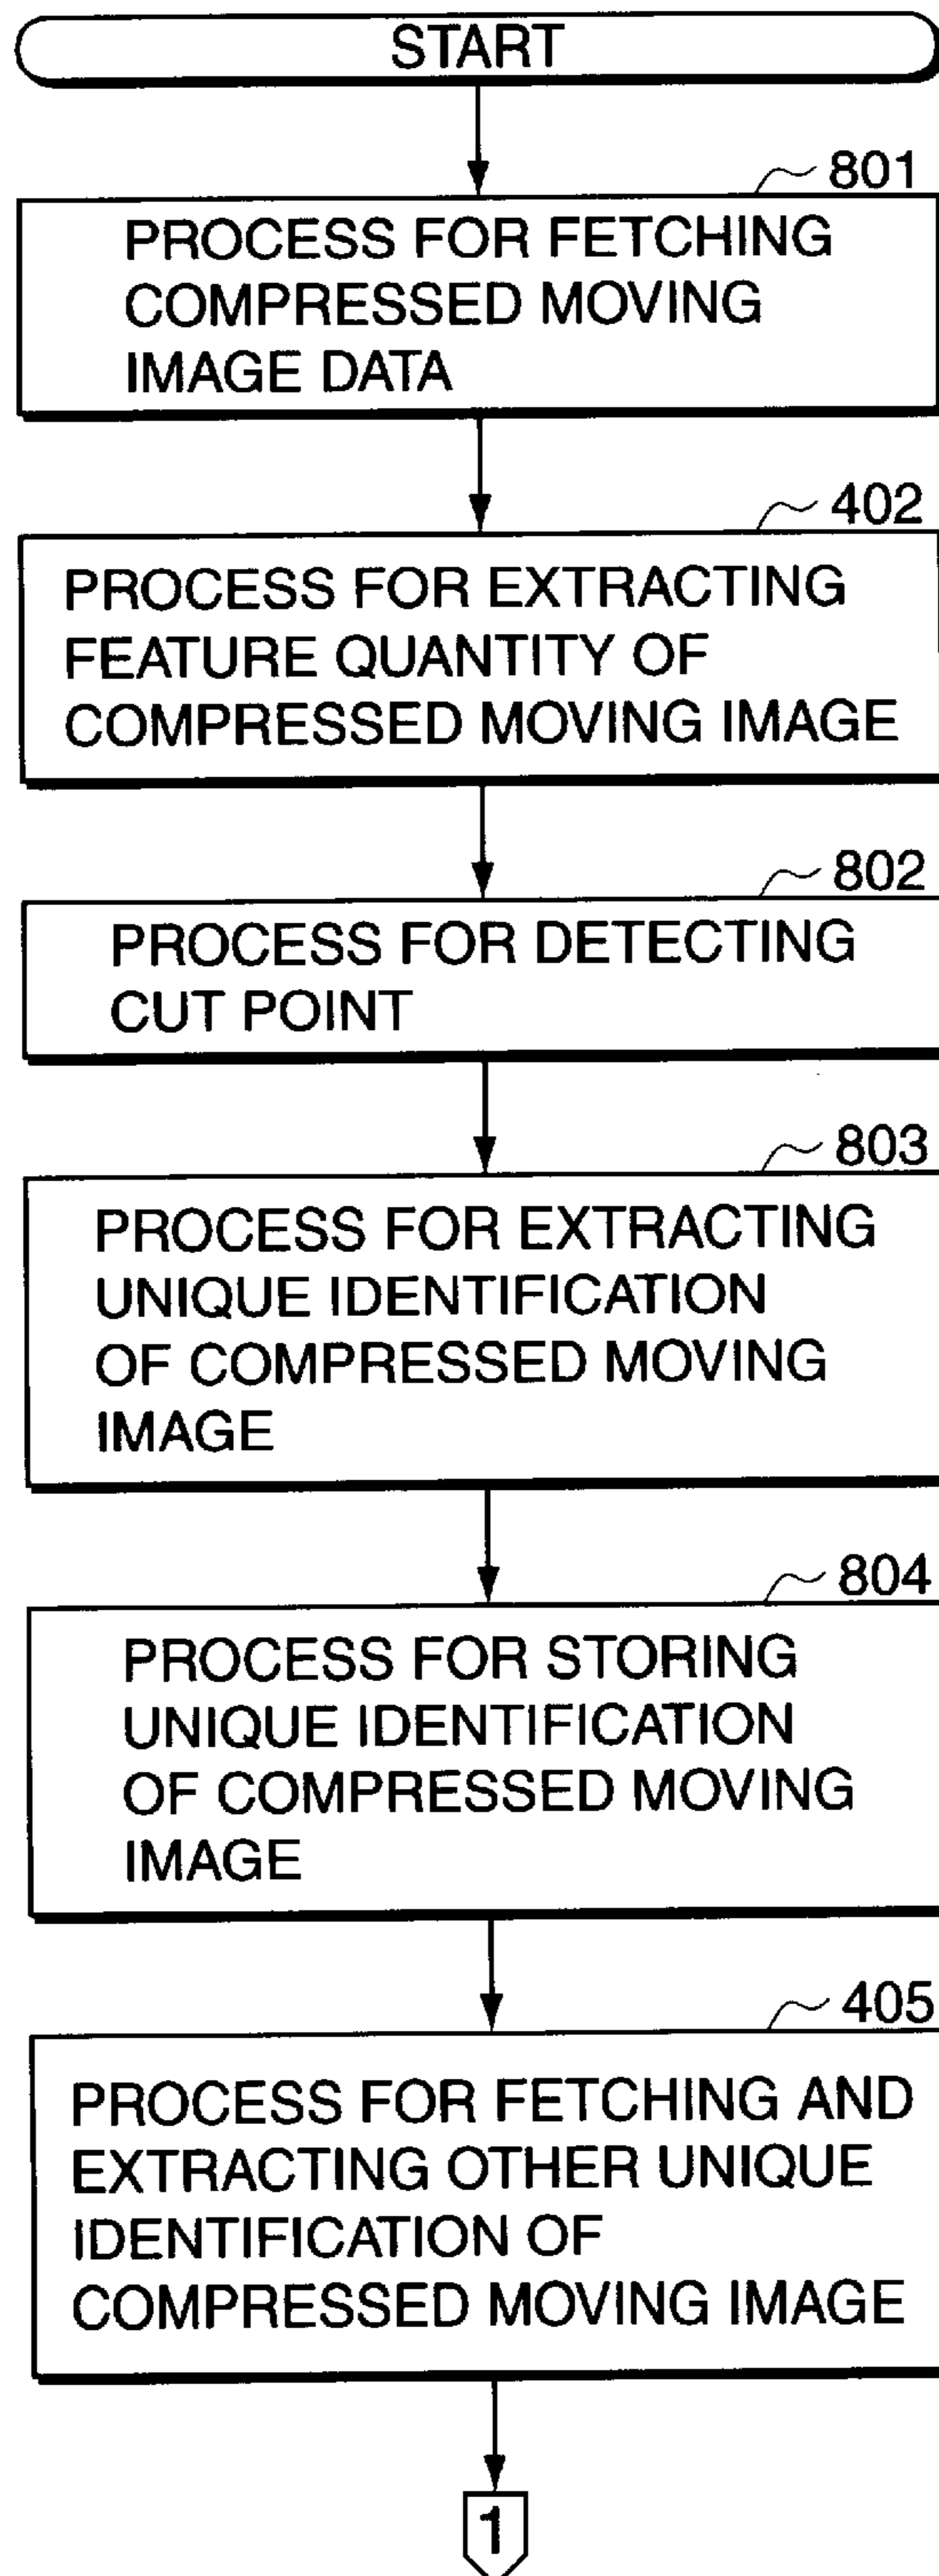 START
801
PROCESS FOR FETCHING
COMPRESSED MOVING
IMAGE DATA
402
PROCESS FOR EXTRACTING
FEATURE QUANTITY OF
COMPRESSED MOVING IMAGE
802
PROCESS FOR DETECTING
CUT POINT
803
PROCESS FOR EXTRACTING
UNIQUE IDENTIFICATION
OF COMPRESSED MOVING
IMAGE
804
PROCESS FOR STORING
UNIQUE IDENTIFICATION
OF COMPRESSED MOVING
IMAGE
405
PROCESS FOR FETCHING AND
EXTRACTING OTHER UNIQUE
IDENTIFICATION OF
COMPRESSED MOVING IMAGE
1